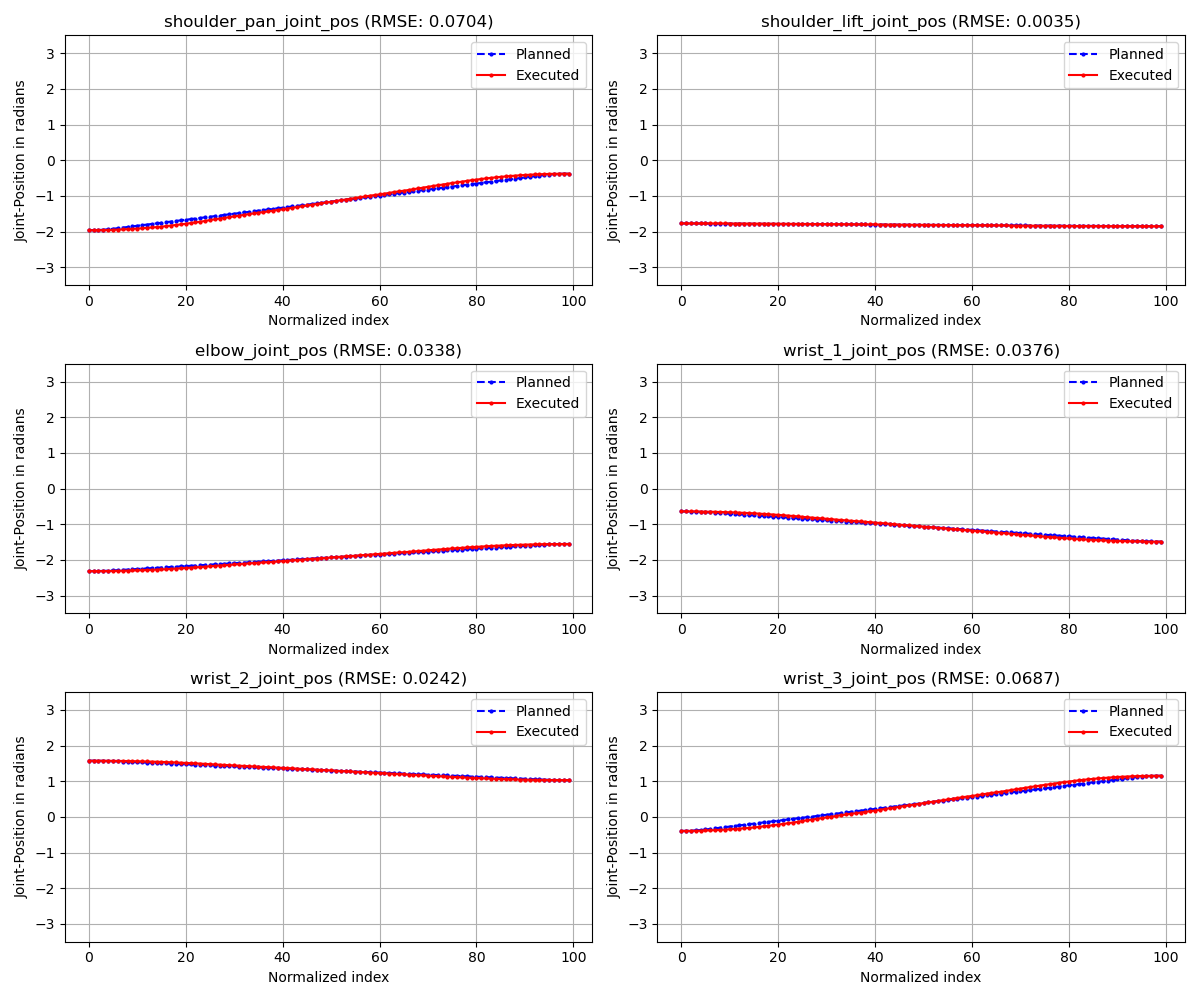 shoulder_pan_joint_pos (RMSE: 0.0704)
Joint-Position in radians
3
2
1
0
−1
−2
−3
Planned
Executed
0 20 40 60 80 100
Normalized index
shoulder_lift_joint_pos (RMSE: 0.0035)
Joint-Position in radians
3
2
1
0
−1
−2
−3
Planned
Executed
0 20 40 60 80 100
Normalized index
elbow_joint_pos (RMSE: 0.0338)
Joint-Position in radians
3
2
1
0
−1
−2
−3
Planned
Executed
0 20 40 60 80 100
Normalized index
wrist_1_joint_pos (RMSE: 0.0376)
Joint-Position in radians
3
2
1
0
−1
−2
−3
Planned
Executed
0 20 40 60 80 100
Normalized index
wrist_2_joint_pos (RMSE: 0.0242)
Joint-Position in radians
3
2
1
0
−1
−2
−3
Planned
Executed
0 20 40 60 80 100
Normalized index
wrist_3_joint_pos (RMSE: 0.0687)
Joint-Position in radians
3
2
1
0
−1
−2
−3
Planned
Executed
0 20 40 60 80 100
Normalized index